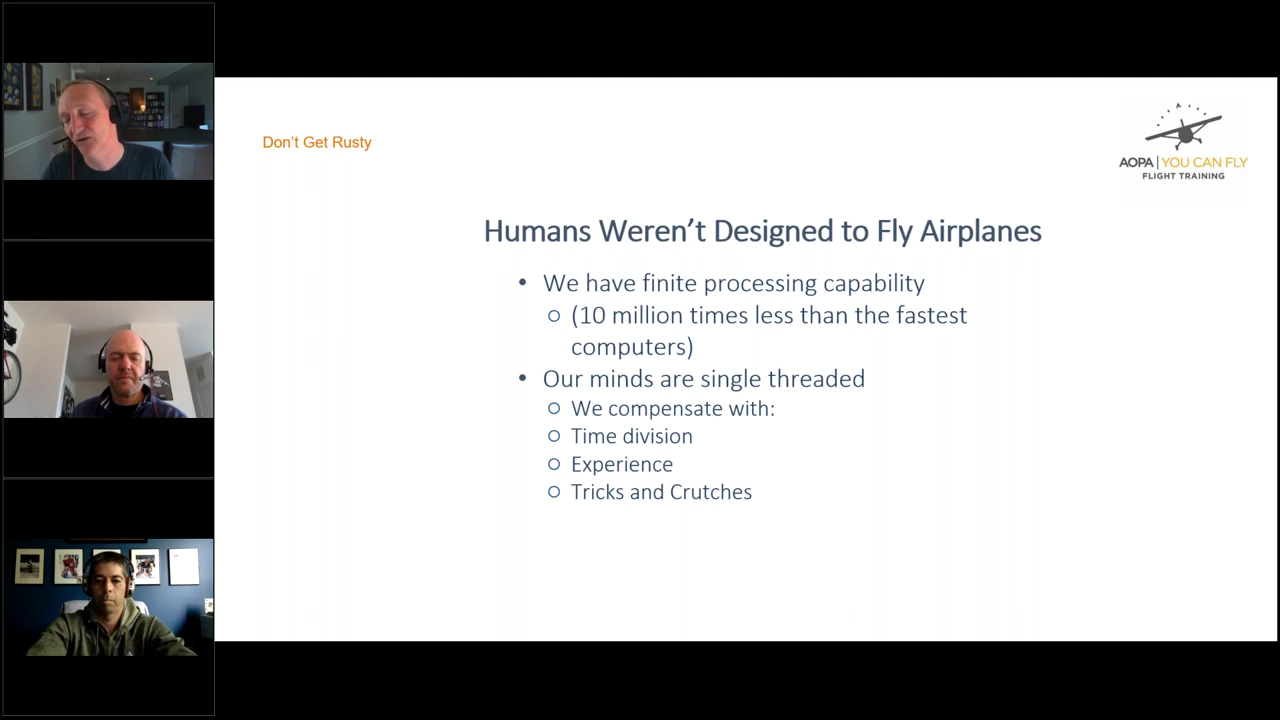 Don't Get Rusty
AOPA | YOU CAN FLY
FLIGHT TRAINING
Humans Weren't Designed to Fly Airplanes
• We have finite processing capability
○ (10 million times less than the fastest
computers)
• Our minds are single threaded
○ We compensate with:
○ Time division
○ Experience
○ Tricks and Crutches